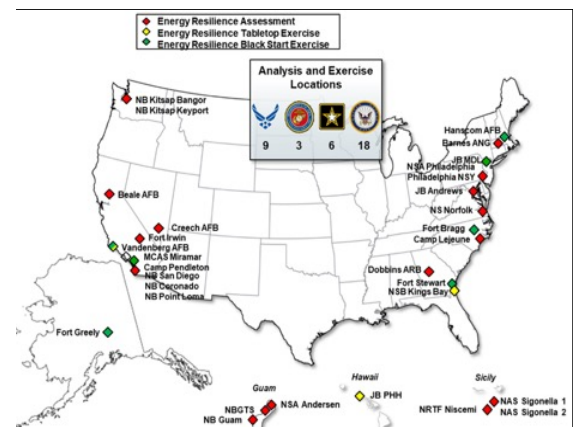 Energy Resilience Assessment
Energy Resilience Tabletop Exercise
Energy Resilience Black Start Exercise
Analysis and Exercise
Locations
9 3 6 18
NB Kitsap Bangor
NB Kitsap Keyport
Hanscom AFB
Barnes ANG
JB MDL
NSA Philadelphia
Philadelphia NSY
JB Andrews
Beale AFB
NS Norfolk
Creech AFB
Fort Irwin
Fort Bragg
Vandenberg AFB
Camp Lejeune
MCAS Miramar
Camp Pendleton
NB San Diego
NB Coronado
NB Point Loma
Dobbins ARB
Fort Stewart
NSB Kings Bay
Fort Greely
Guam
Hawaii
Sicily
NBGTS
NSA Andersen
NB Guam
JB PHH
NRTF Niscemi
NAS Sigonella 1
NAS Sigonella 2